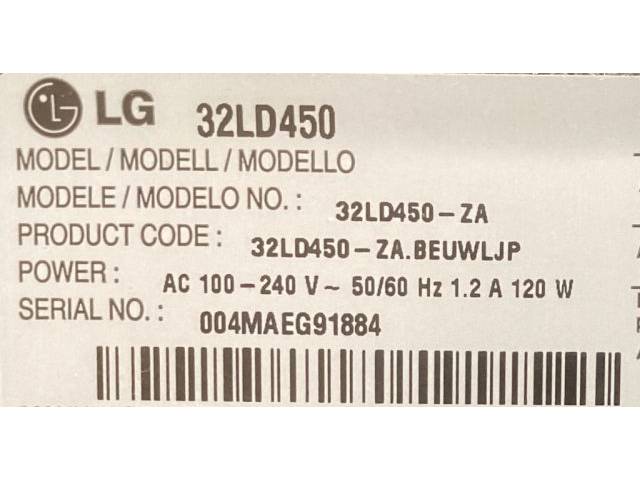 LG 32LD450
MODEL / MODELL / MODELLO
MODELE / MODELO NO. : 32LD450-ZA
PRODUCT CODE : 32LD450-ZA.BEUWLJP
POWER : AC 100-240 V~ 50/60 Hz 1.2 A 120 W
SERIAL NO. : 004MAEG91884